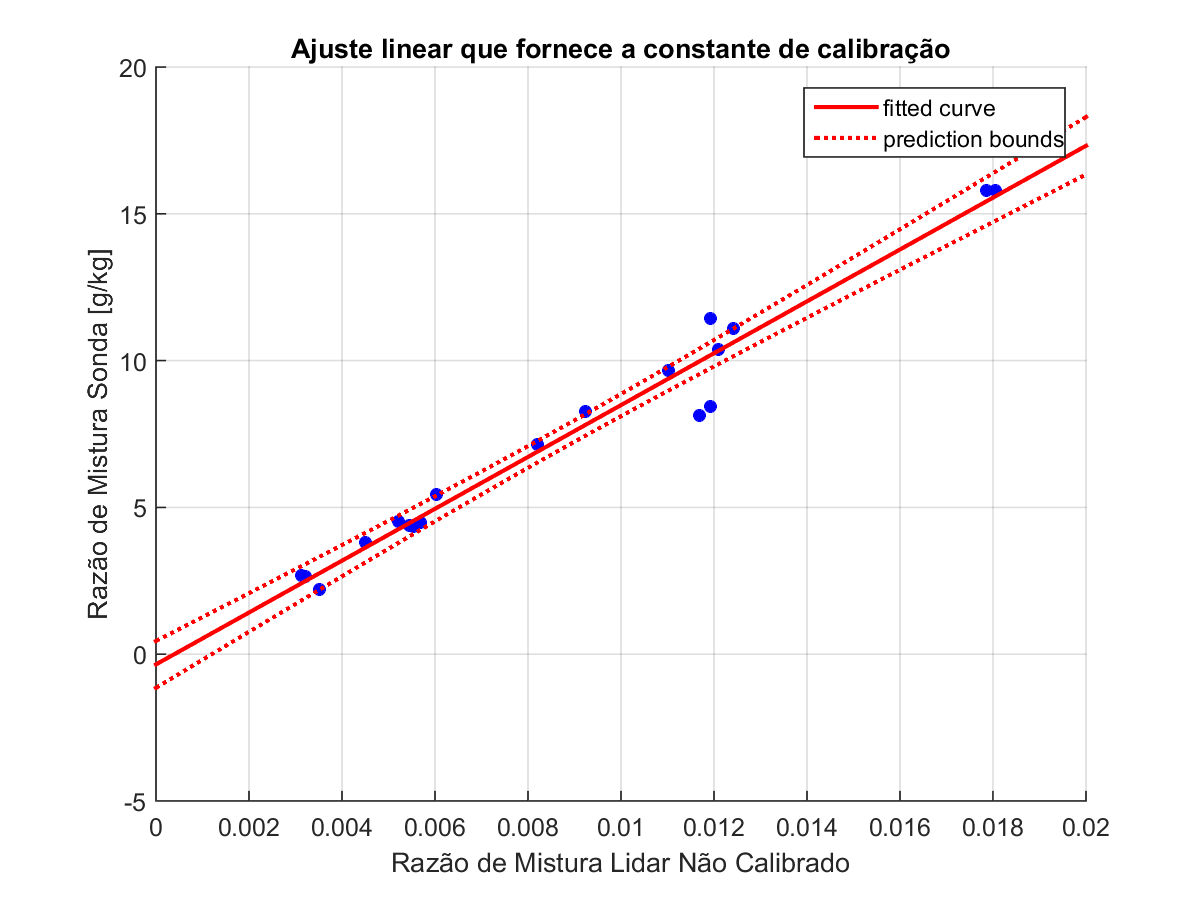 Ajuste linear que fornece a constante de calibração
fitted curve
prediction bounds
20
15
10
5
0
-5
Razão de Mistura Sonda [g/kg]
0 0.002 0.004 0.006 0.008 0.01 0.012 0.014 0.016 0.018 0.02
Razão de Mistura Lidar Não Calibrado